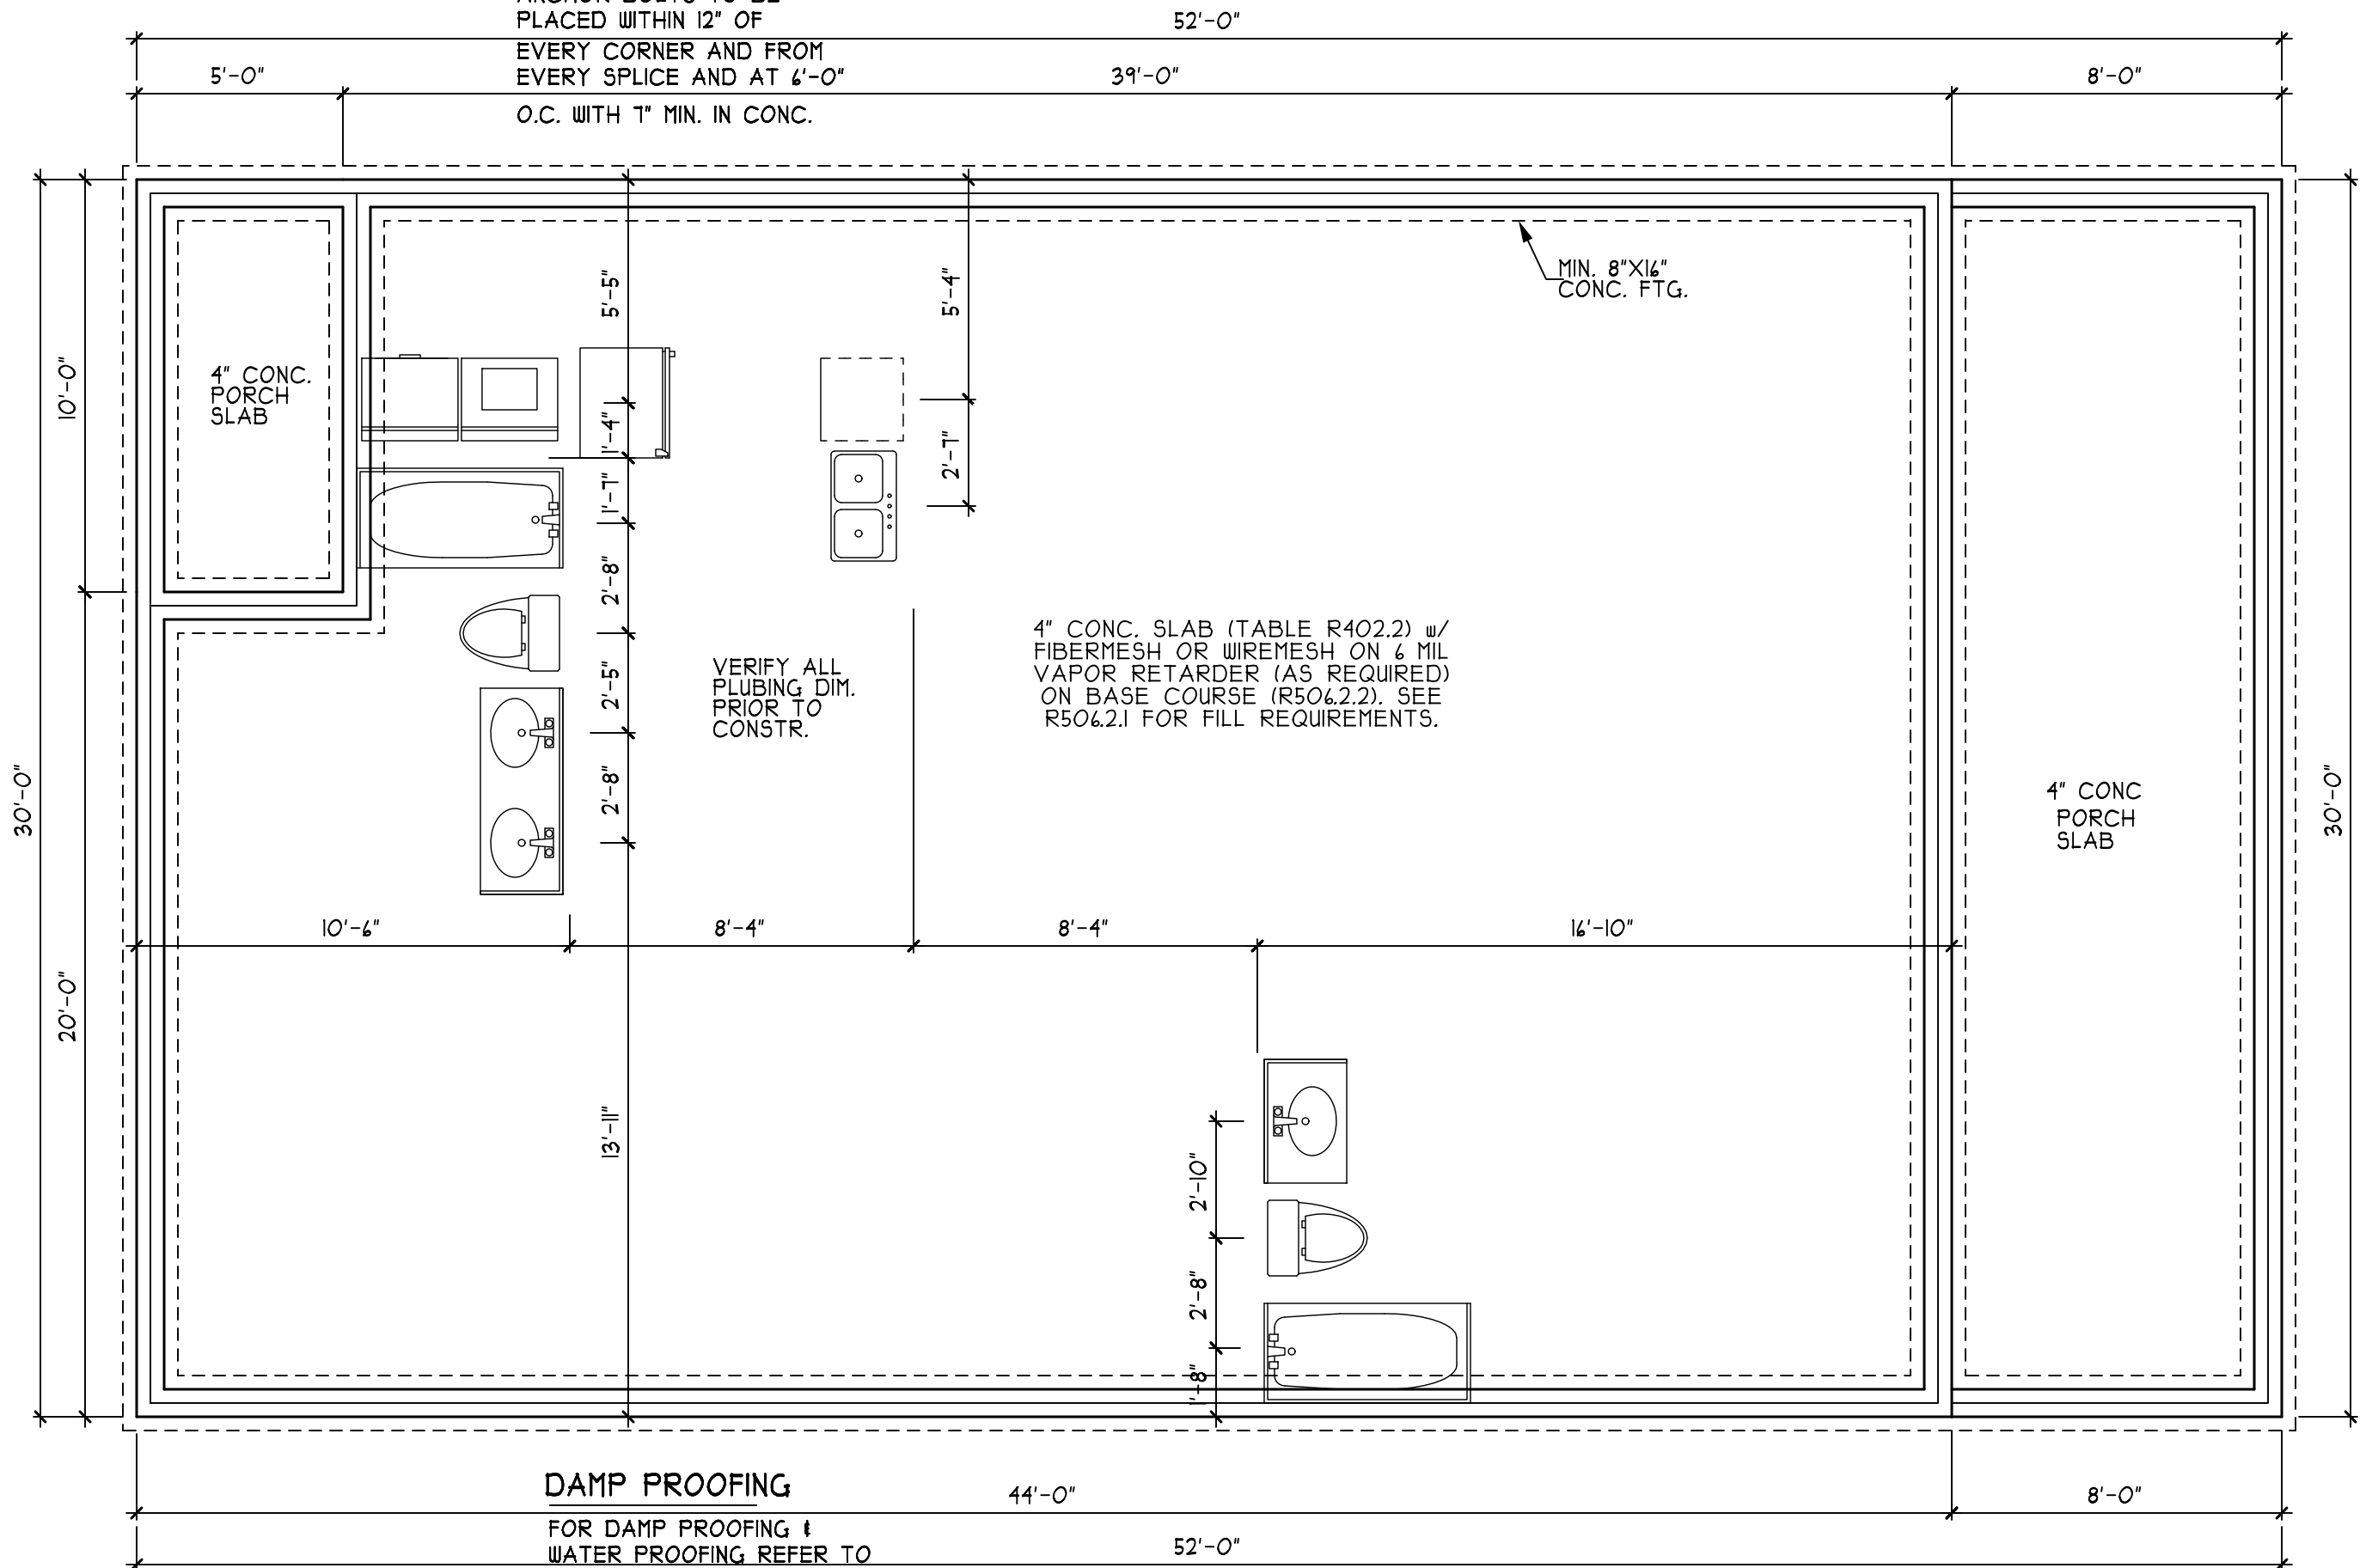 PLACED WITHIN 12" OF
EVERY CORNER AND FROM
EVERY SPLICE AND AT 6'-0"
O.C. WITH 7" MIN. IN CONC.
52'-0"
5'-0"
39'-0"
8'-0"
MIN. 8"X16"
CONC. FTG.
5'-5"
5'-4"
10'-0"
4" CONC.
PORCH
SLAB
1'-4"
2'-7"
1'-7"
2'-8"
2'-5"
2'-8"
VERIFY ALL
PLUBING DIM.
PRIOR TO
CONSTR.
4" CONC. SLAB (TABLE R402.2) w/
FIBERMESH OR WIREMESH ON 6 MIL
VAPOR RETARDER (AS REQUIRED)
ON BASE COURSE (R506.2.2). SEE
R506.2.1 FOR FILL REQUIREMENTS.
30'-0"
4" CONC
PORCH
SLAB
30'-0"
10'-6"
8'-4"
8'-4"
16'-10"
20'-0"
13'-11"
2'-10"
2'-8"
1'-8"
DAMP PROOFING
44'-0"
8'-0"
FOR DAMP PROOFING &
WATER PROOFING REFER TO
52'-0"